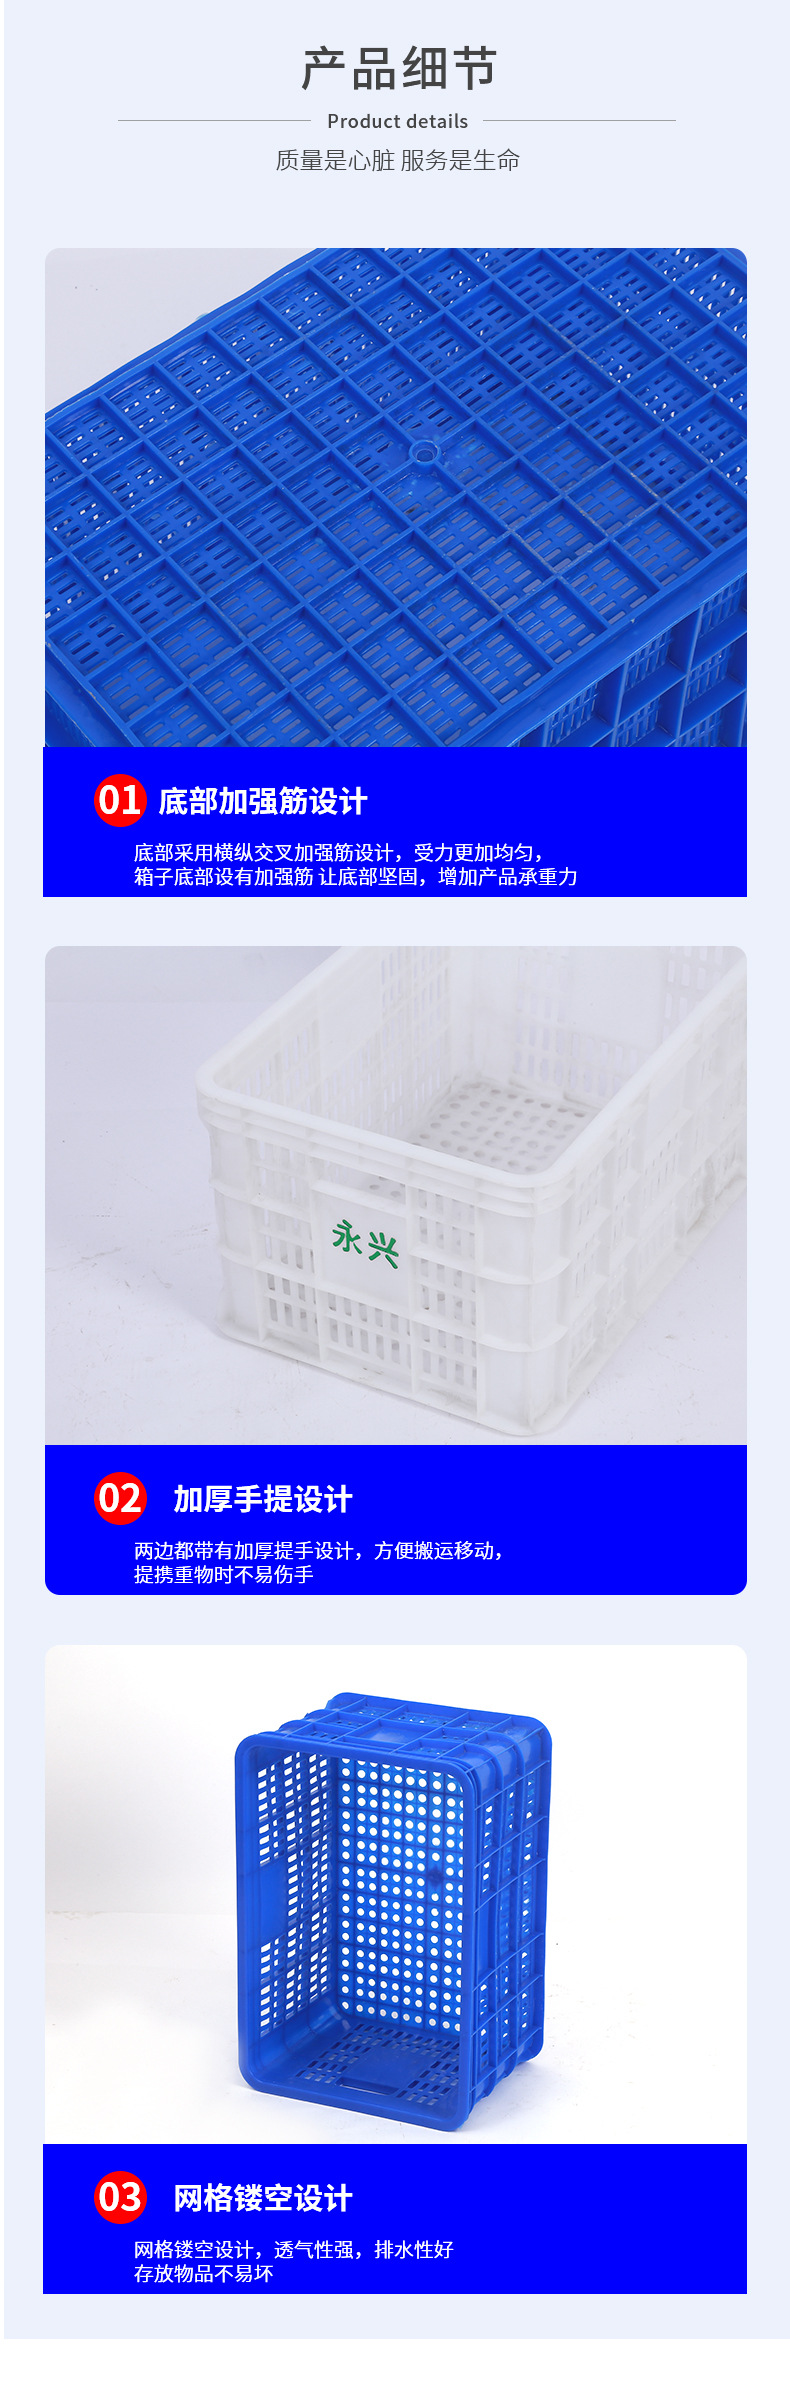 产品细节
Product details
质量是心脏 服务是生命
01 底部加强筋设计
底部采用横纵交叉加强筋设计，受力更加均匀，
箱子底部设有加强筋 让底部坚固，增加产品承重力
永兴
02 加厚手提设计
两边都带有加厚提手设计，方便搬运移动，
提携重物时不易伤手
03 网格镂空设计
网格镂空设计，透气性强，排水性好
存放物品不易坏